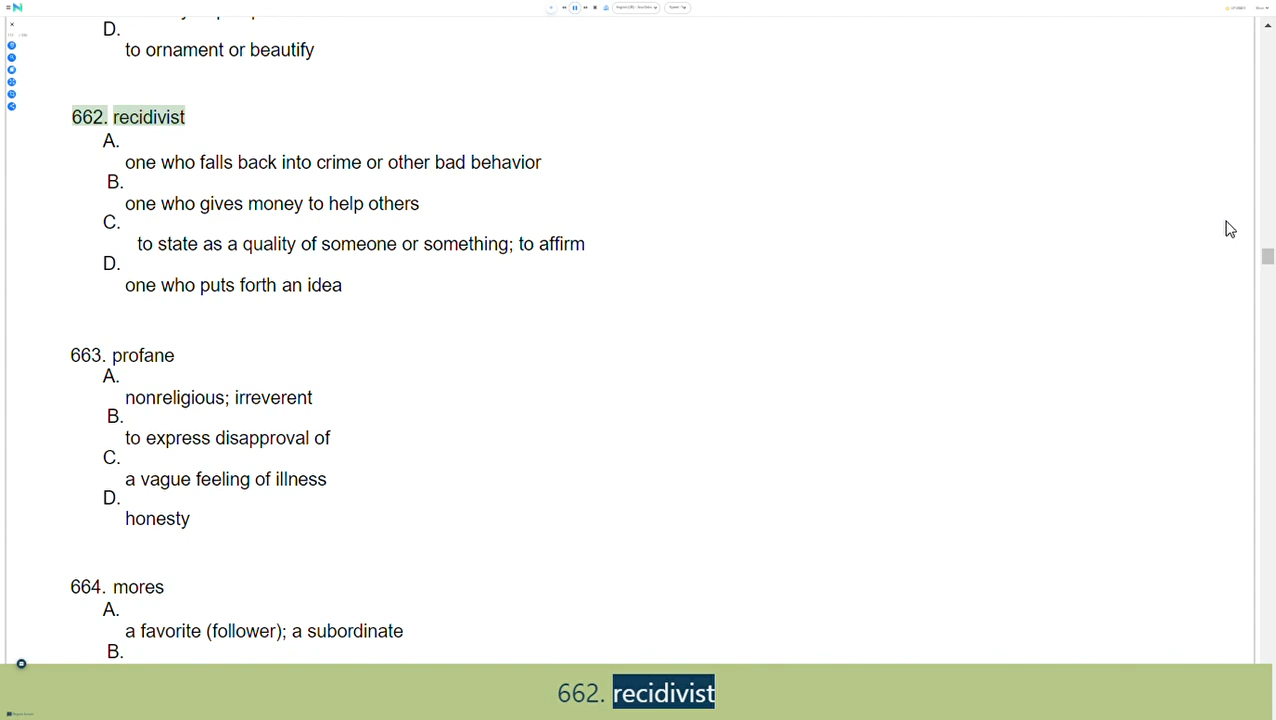 D.
to ornament or beautify
662. recidivist
A.
one who falls back into crime or other bad behavior
B.
one who gives money to help others
C.
to state as a quality of someone or something; to affirm
D.
one who puts forth an idea
663. profane
A.
nonreligious; irreverent
B.
to express disapproval of
C.
a vague feeling of illness
D.
honesty
664. mores
A.
a favorite (follower); a subordinate
B.
662. recidivist